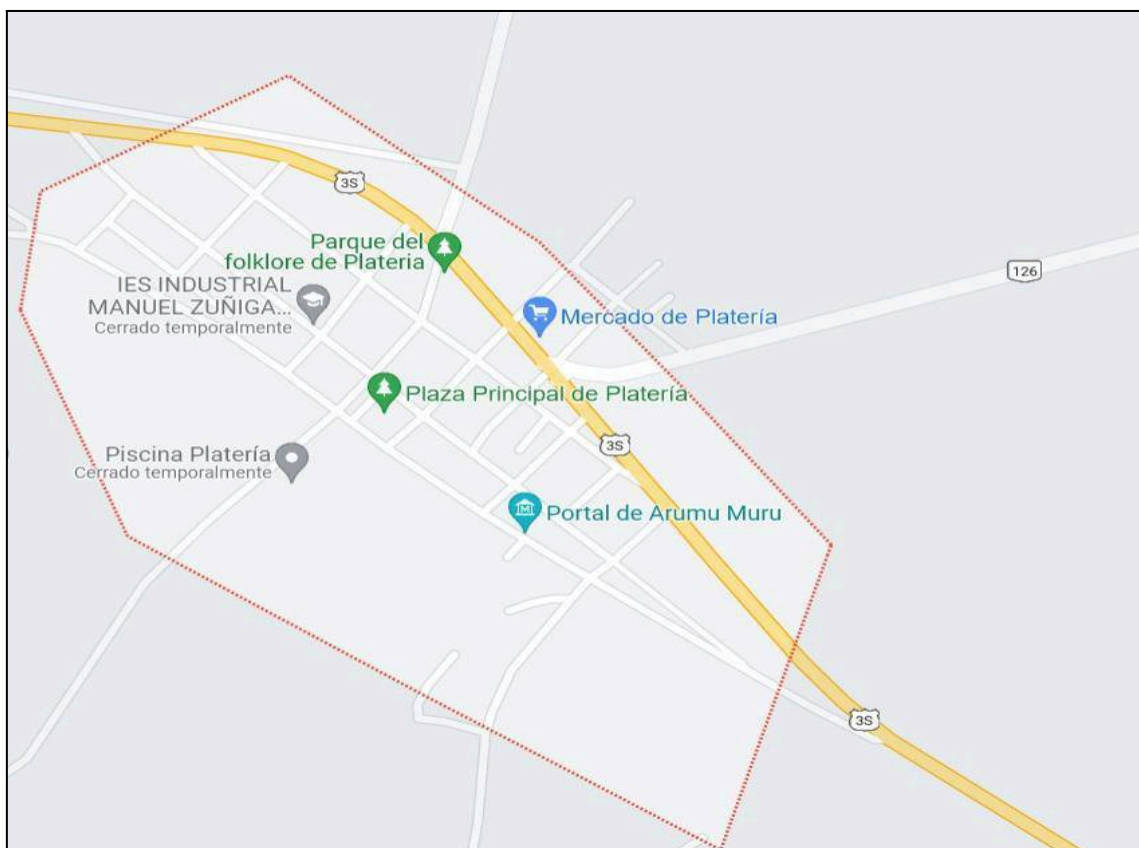 3S
Parque del
folklore de Plateria
126
IES INDUSTRIAL
MANUEL ZUÑIGA...
Cerrado temporalmente
Mercado de Platería
Plaza Principal de Platería
3S
Piscina Platería
Cerrado temporalmente
Portal de Arumu Muru
3S